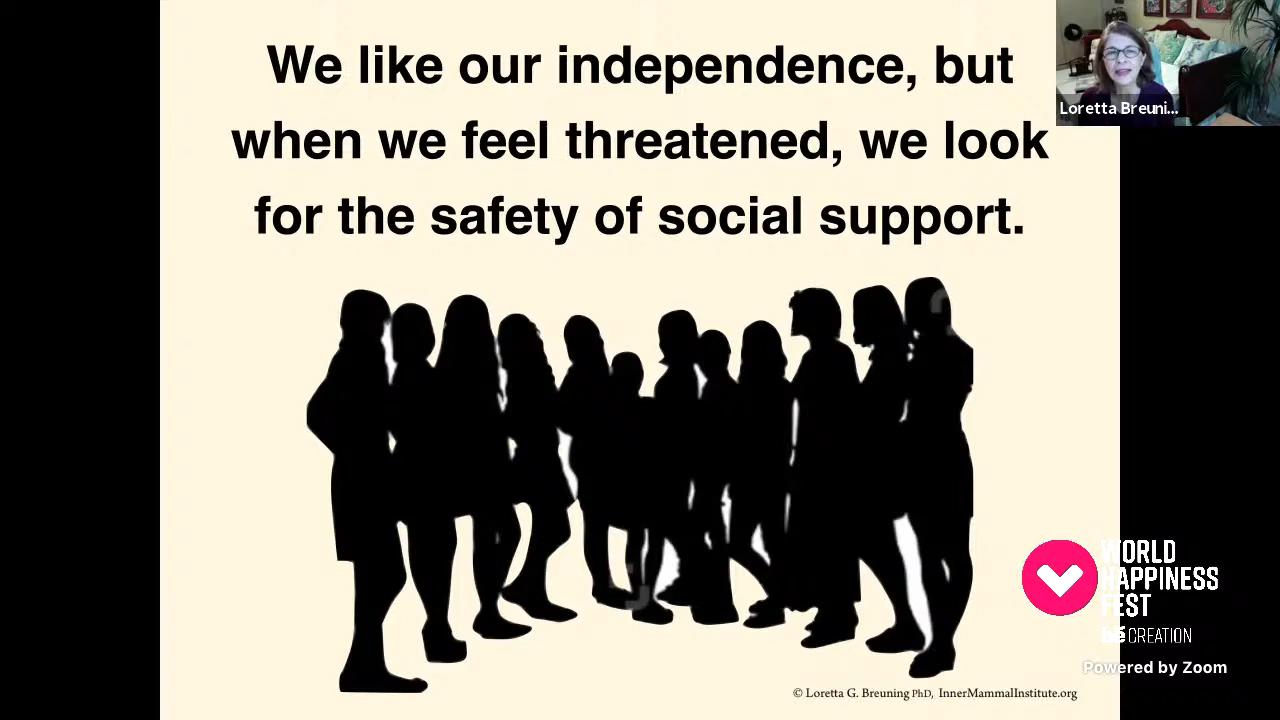 We like our independence, but
when we feel threatened, we look
for the safety of social support.
Loretta Breuni...
WORLD
HAPPINESS
FEST
bē CREATION
Powered by Zoom
© Loretta G. Breuning PhD, InnerMammalInstitute.org